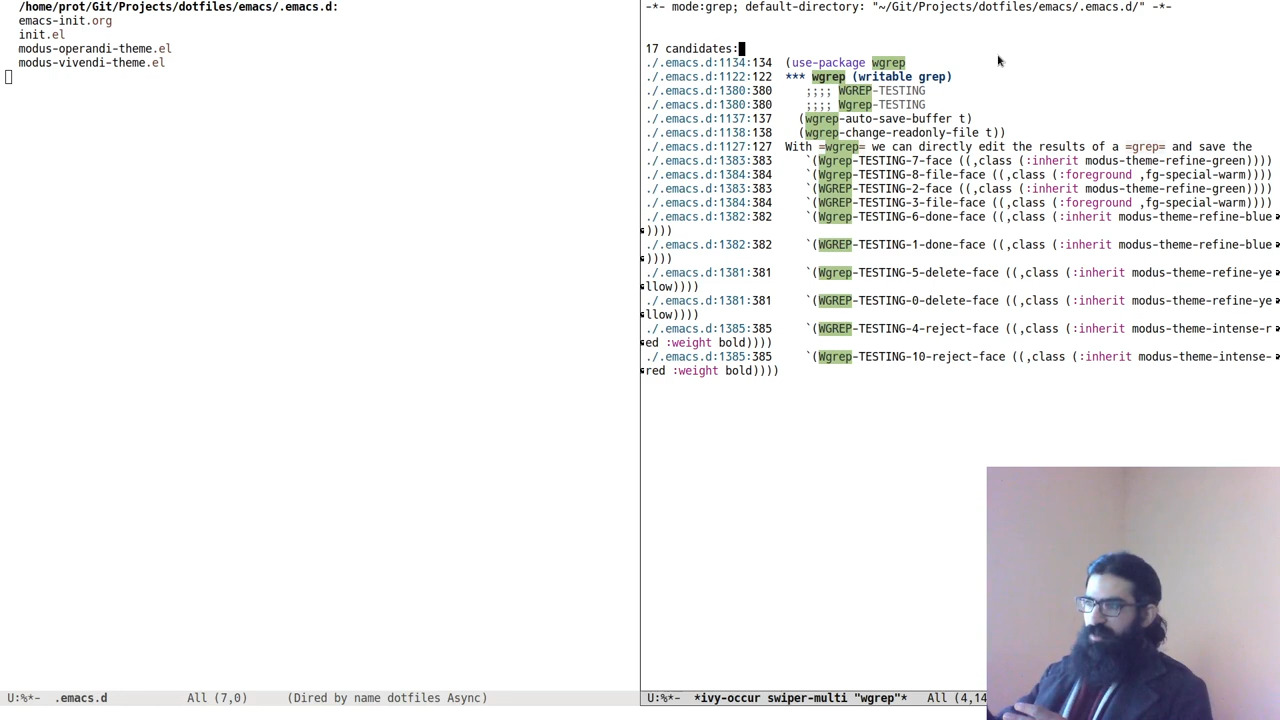 /home/prot/Git/Projects/dotfiles/emacs/.emacs.d:
emacs-init.org
init.el
modus-operandi-theme.el
modus-vivendi-theme.el
U:%*-  .emacs.d            All (7,0)      (Dired by name dotfiles Async)
-*- mode:grep; default-directory: "~/Git/Projects/dotfiles/emacs/.emacs.d/" -*-
17 candidates:
./.emacs.d:1134:134  (use-package wgrep
./.emacs.d:1122:122  *** wgrep (writable grep)
./.emacs.d:1380:380     ;;;; WGREP-TESTING
./.emacs.d:1380:380     ;;;; Wgrep-TESTING
./.emacs.d:1137:137    (wgrep-auto-save-buffer t)
./.emacs.d:1138:138    (wgrep-change-readonly-file t))
./.emacs.d:1127:127  With =wgrep= we can directly edit the results of a =grep= and save the
./.emacs.d:1383:383     `(Wgrep-TESTING-7-face ((,class (:inherit modus-theme-refine-green))))
./.emacs.d:1384:384     `(Wgrep-TESTING-8-file-face ((,class (:foreground ,fg-special-warm))))
./.emacs.d:1383:383     `(WGREP-TESTING-2-face ((,class (:inherit modus-theme-refine-green))))
./.emacs.d:1384:384     `(WGREP-TESTING-3-file-face ((,class (:foreground ,fg-special-warm))))
./.emacs.d:1382:382     `(Wgrep-TESTING-6-done-face ((,class (:inherit modus-theme-refine-blue
))))
./.emacs.d:1382:382     `(WGREP-TESTING-1-done-face ((,class (:inherit modus-theme-refine-blue
))))
./.emacs.d:1381:381     `(Wgrep-TESTING-5-delete-face ((,class (:inherit modus-theme-refine-ye
llow))))
./.emacs.d:1381:381     `(WGREP-TESTING-0-delete-face ((,class (:inherit modus-theme-refine-ye
llow))))
./.emacs.d:1385:385     `(WGREP-TESTING-4-reject-face ((,class (:inherit modus-theme-intense-r
ed :weight bold))))
./.emacs.d:1385:385     `(Wgrep-TESTING-10-reject-face ((,class (:inherit modus-theme-intense-
red :weight bold))))
U:%*-  *ivy-occur swiper-multi "wgrep"*   All (4,14